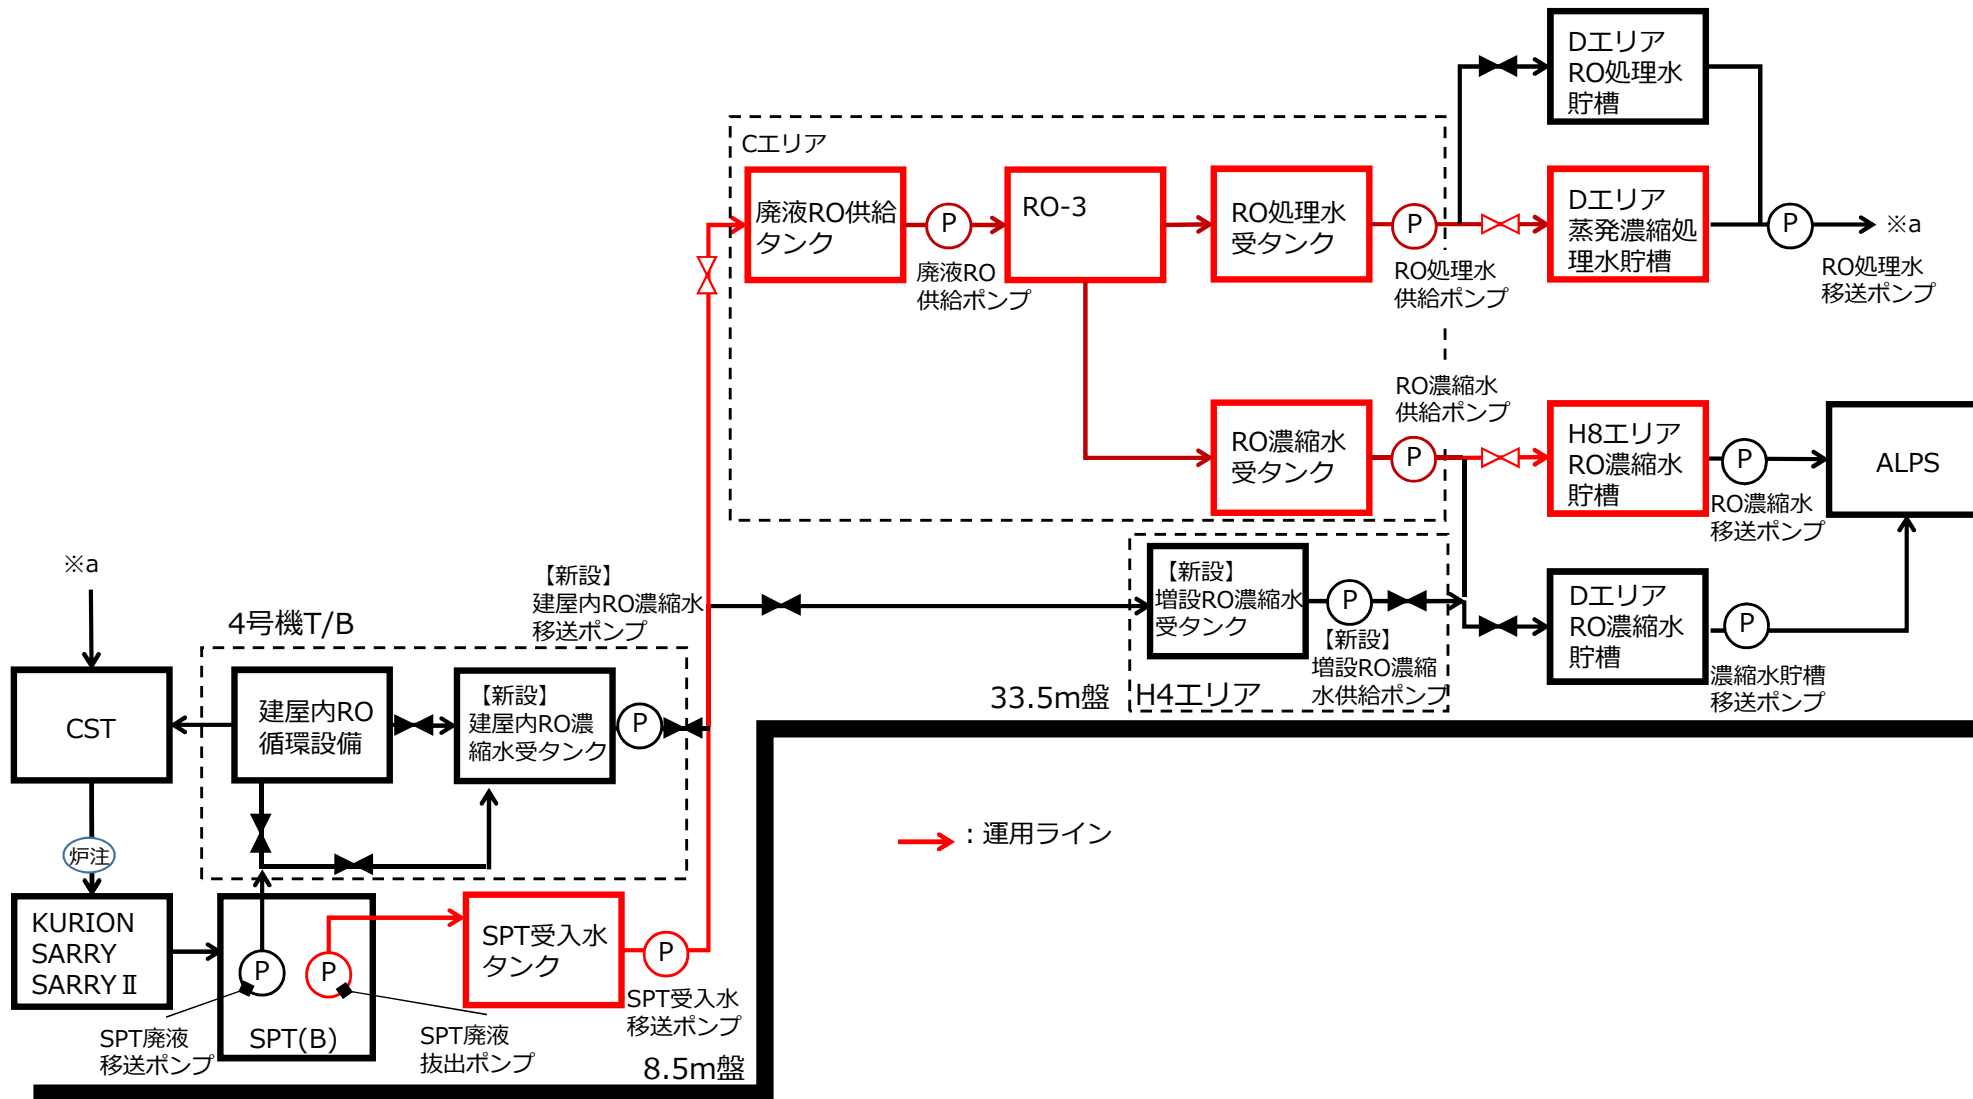 Dエリア
RO処理水
貯槽
Cエリア
廃液RO供給
タンク
P
廃液RO
供給ポンプ
RO-3
RO処理水
受タンク
P
RO処理水
供給ポンプ
Dエリア
蒸発濃縮処
理水貯槽
P
※a
RO処理水
移送ポンプ
RO濃縮水
受タンク
RO濃縮水
供給ポンプ
P
H8エリア
RO濃縮水
貯槽
P
RO濃縮水
移送ポンプ
ALPS
【新設】
増設RO濃縮水
受タンク
P
【新設】
増設RO濃縮
水供給ポンプ
H4エリア
33.5m盤
Dエリア
RO濃縮水
貯槽
P
濃縮水貯槽
移送ポンプ
※a
【新設】
建屋内RO濃縮水
移送ポンプ
4号機T/B
CST
建屋内RO
循環設備
【新設】
建屋内RO濃
縮水受タンク
P
炉注
：運用ライン
KURION
SARRY
SARRYⅡ
P
P
SPT(B)
SPT廃液
移送ポンプ
SPT廃液
抜出ポンプ
SPT受入水
タンク
P
SPT受入水
移送ポンプ
8.5m盤